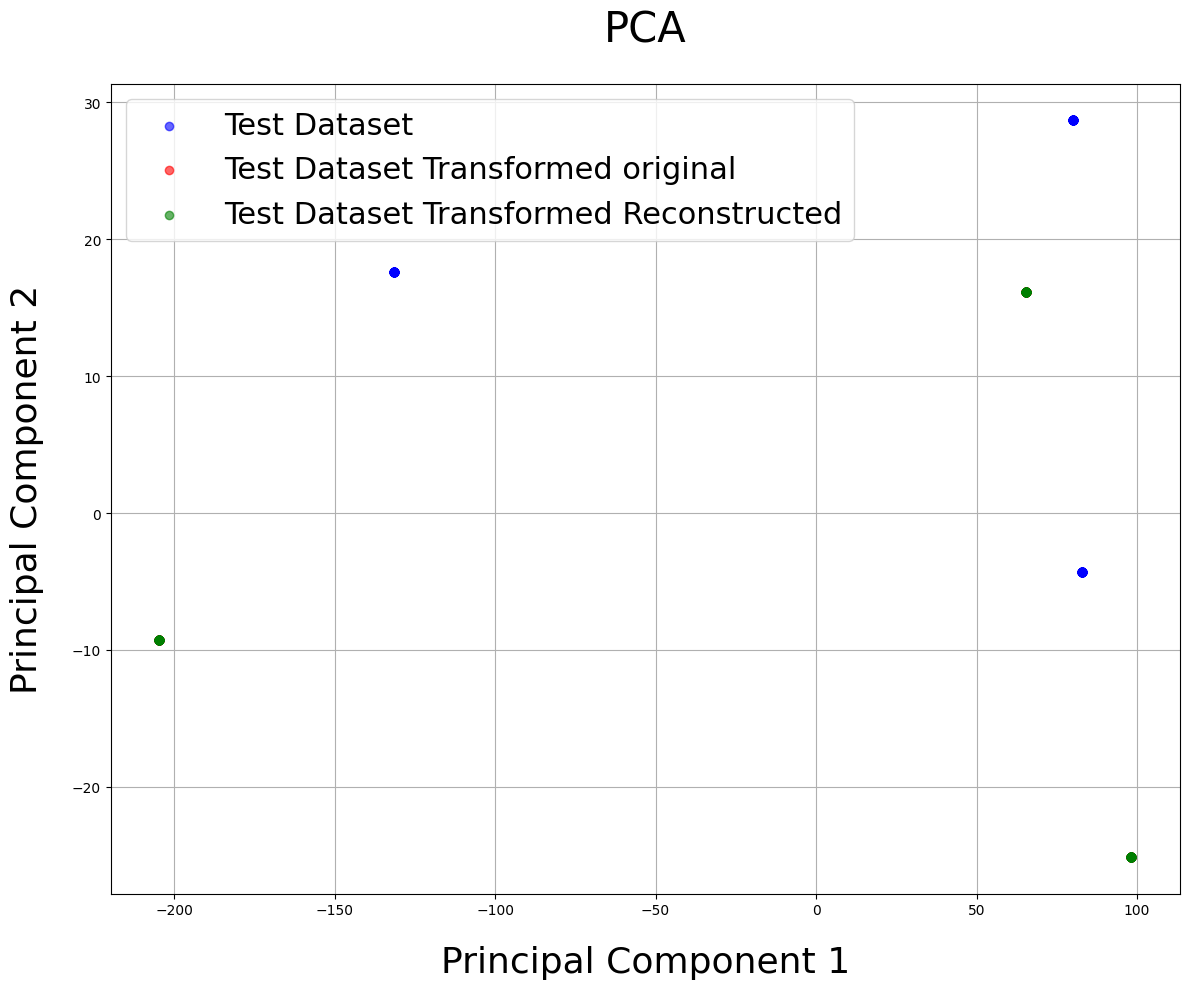 PCA
30
20
10
0
−10
−20
Test Dataset
Test Dataset Transformed original
Test Dataset Transformed Reconstructed
Principal Component 2
−200
−150
−100
−50
0
50
100
Principal Component 1